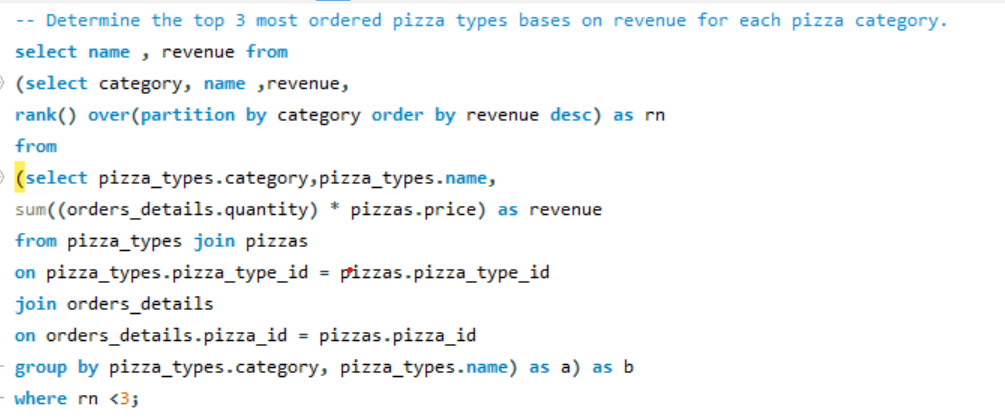 -- Determine the top 3 most ordered pizza types bases on revenue for each pizza category.
select name , revenue from
(select category, name ,revenue,
rank() over(partition by category order by revenue desc) as rn
from
(select pizza_types.category,pizza_types.name,
sum((orders_details.quantity) * pizzas.price) as revenue
from pizza_types join pizzas
on pizza_types.pizza_type_id = pizzas.pizza_type_id
join orders_details
on orders_details.pizza_id = pizzas.pizza_id
group by pizza_types.category, pizza_types.name) as a) as b
where rn <3;